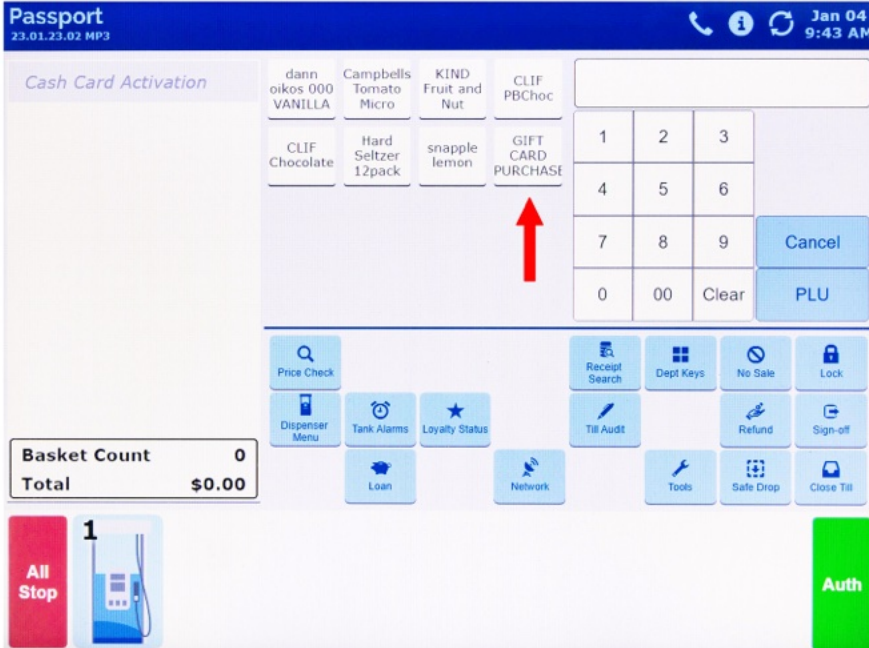 Passport
23.01.23.02 MP3
Jan 04
9:43 AM
Cash Card Activation
dann
oikos 000
VANILLA
Campbells
Tomato
Micro
KIND
Fruit and
Nut
CLIF
PBChoc
CLIF
Chocolate
Hard
Seltzer
12pack
snapple
lemon
GIFT
CARD
PURCHASE
1 2 3
4 5 6
7 8 9 Cancel
0 00 Clear PLU
Price Check
Receipt
Search
Dept Keys
No Sale
Lock
Dispenser
Menu
Tank Alarms
Loyalty Status
Till Audit
Refund
Sign-off
Loan
Network
Tools
Safe Drop
Close Till
Basket Count 0
Total $0.00
All
Stop
1
Auth